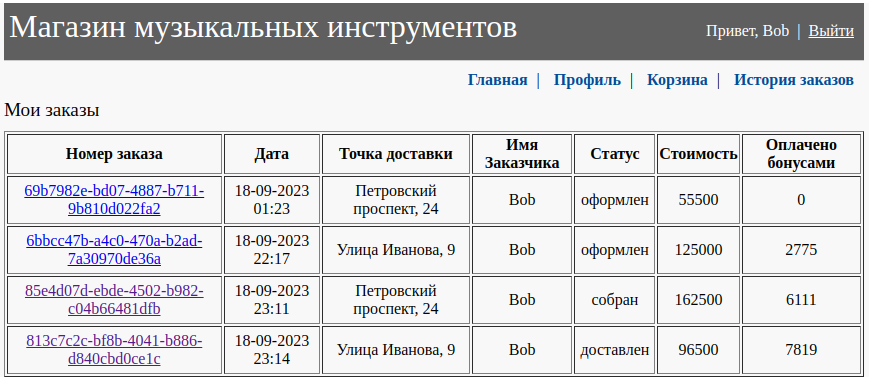 Магазин музыкальных инструментов
Привет, Bob | Выйти
Главная | Профиль | Корзина | История заказов
Мои заказы
Номер заказа Дата Точка доставки Имя Заказчика Статус Стоимость Оплачено бонусами
69b7982e-bd07-4887-b711-9b810d022fa2 18-09-2023 01:23 Петровский проспект, 24 Bob оформлен 55500 0
6bbcc47b-a4c0-470a-b2ad-7a30970de36a 18-09-2023 22:17 Улица Иванова, 9 Bob оформлен 125000 2775
85e4d07d-ebde-4502-b982-c04b66481dfb 18-09-2023 23:11 Петровский проспект, 24 Bob собран 162500 6111
813c7c2c-bf8b-4041-b886-d840cbd0ce1c 18-09-2023 23:14 Улица Иванова, 9 Bob доставлен 96500 7819